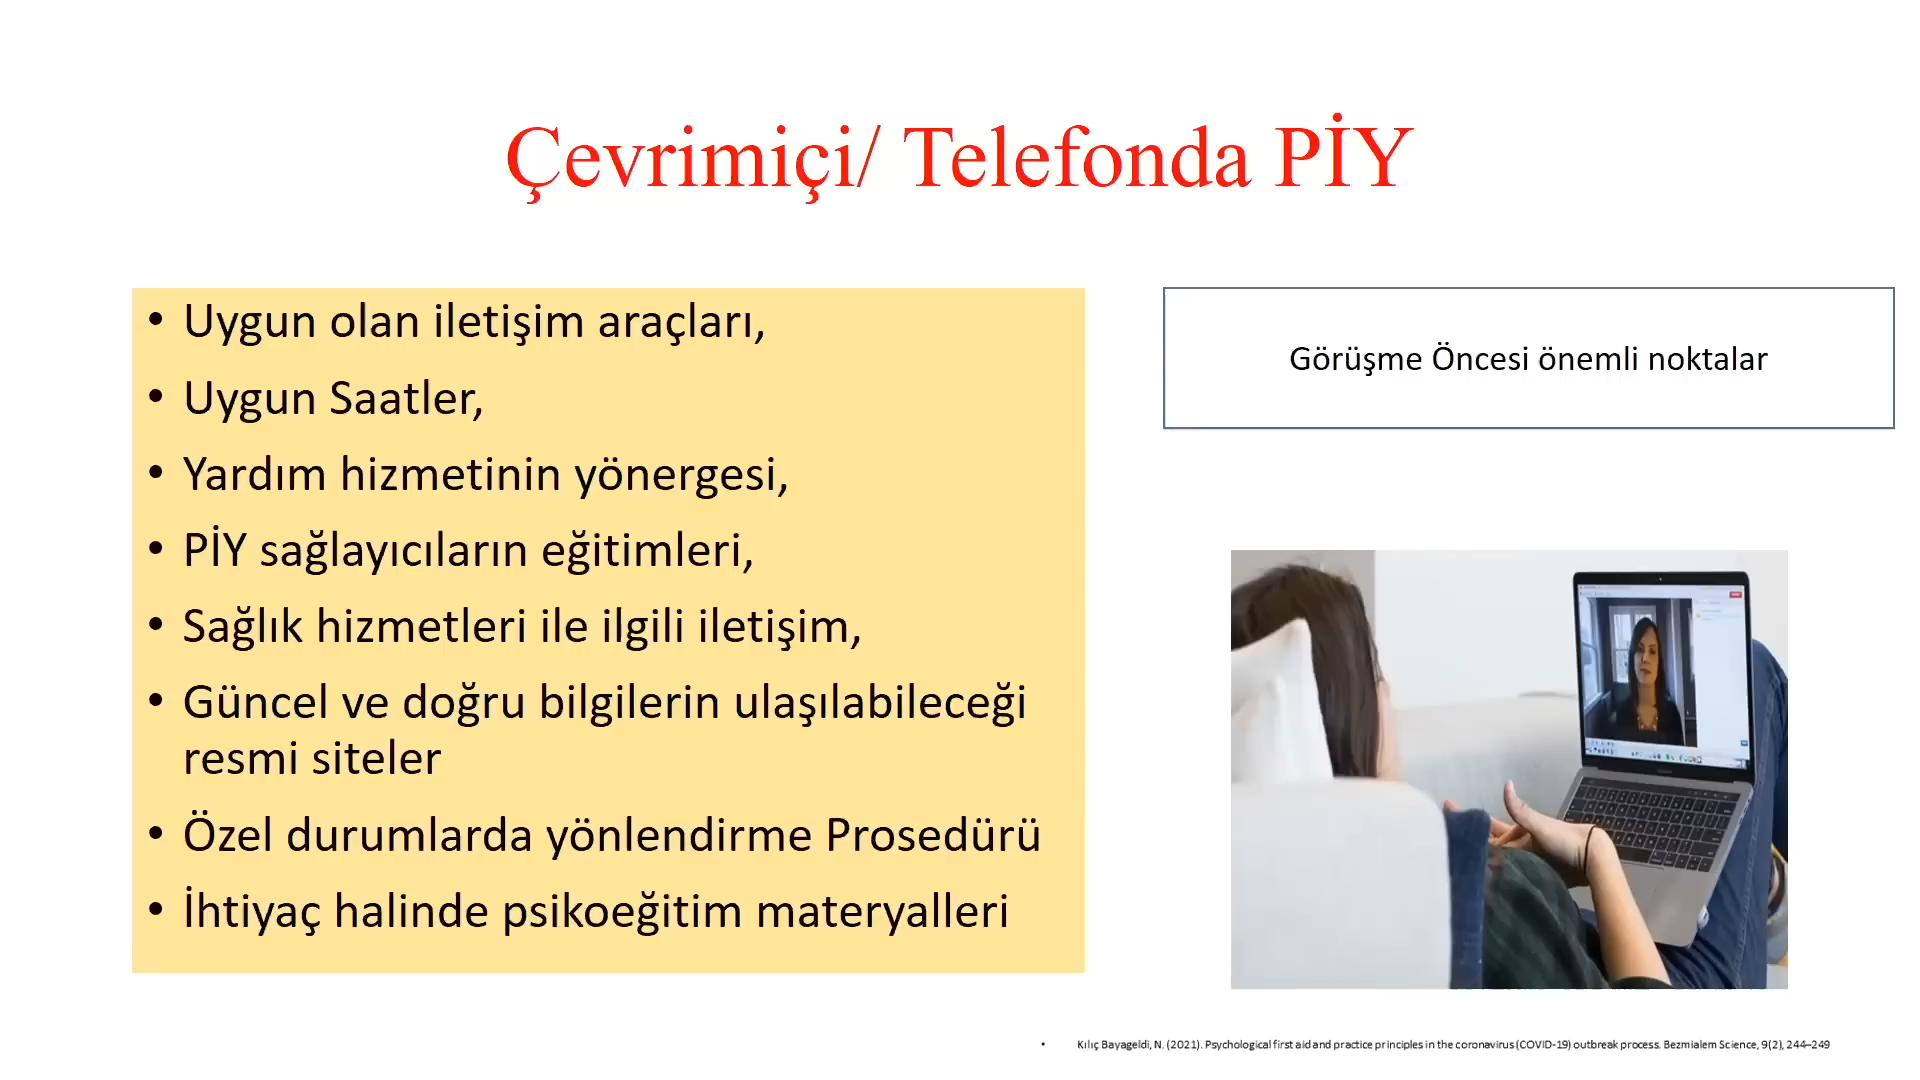 Çevrimiçi/ Telefonda PİY
• Uygun olan iletişim araçları,
• Uygun Saatler,
• Yardım hizmetinin yönergesi,
• PİY sağlayıcıların eğitimleri,
• Sağlık hizmetleri ile ilgili iletişim,
• Güncel ve doğru bilgilerin ulaşılabileceği
resmi siteler
• Özel durumlarda yönlendirme Prosedürü
• İhtiyaç halinde psikoeğitim materyalleri
Görüşme Öncesi önemli noktalar
• Kılıç Bayageldi, N. (2021). Psychological first aid and practice principles in the coronavirus (COVID-19) outbreak process. Bezmialem Science, 9(2), 244–249